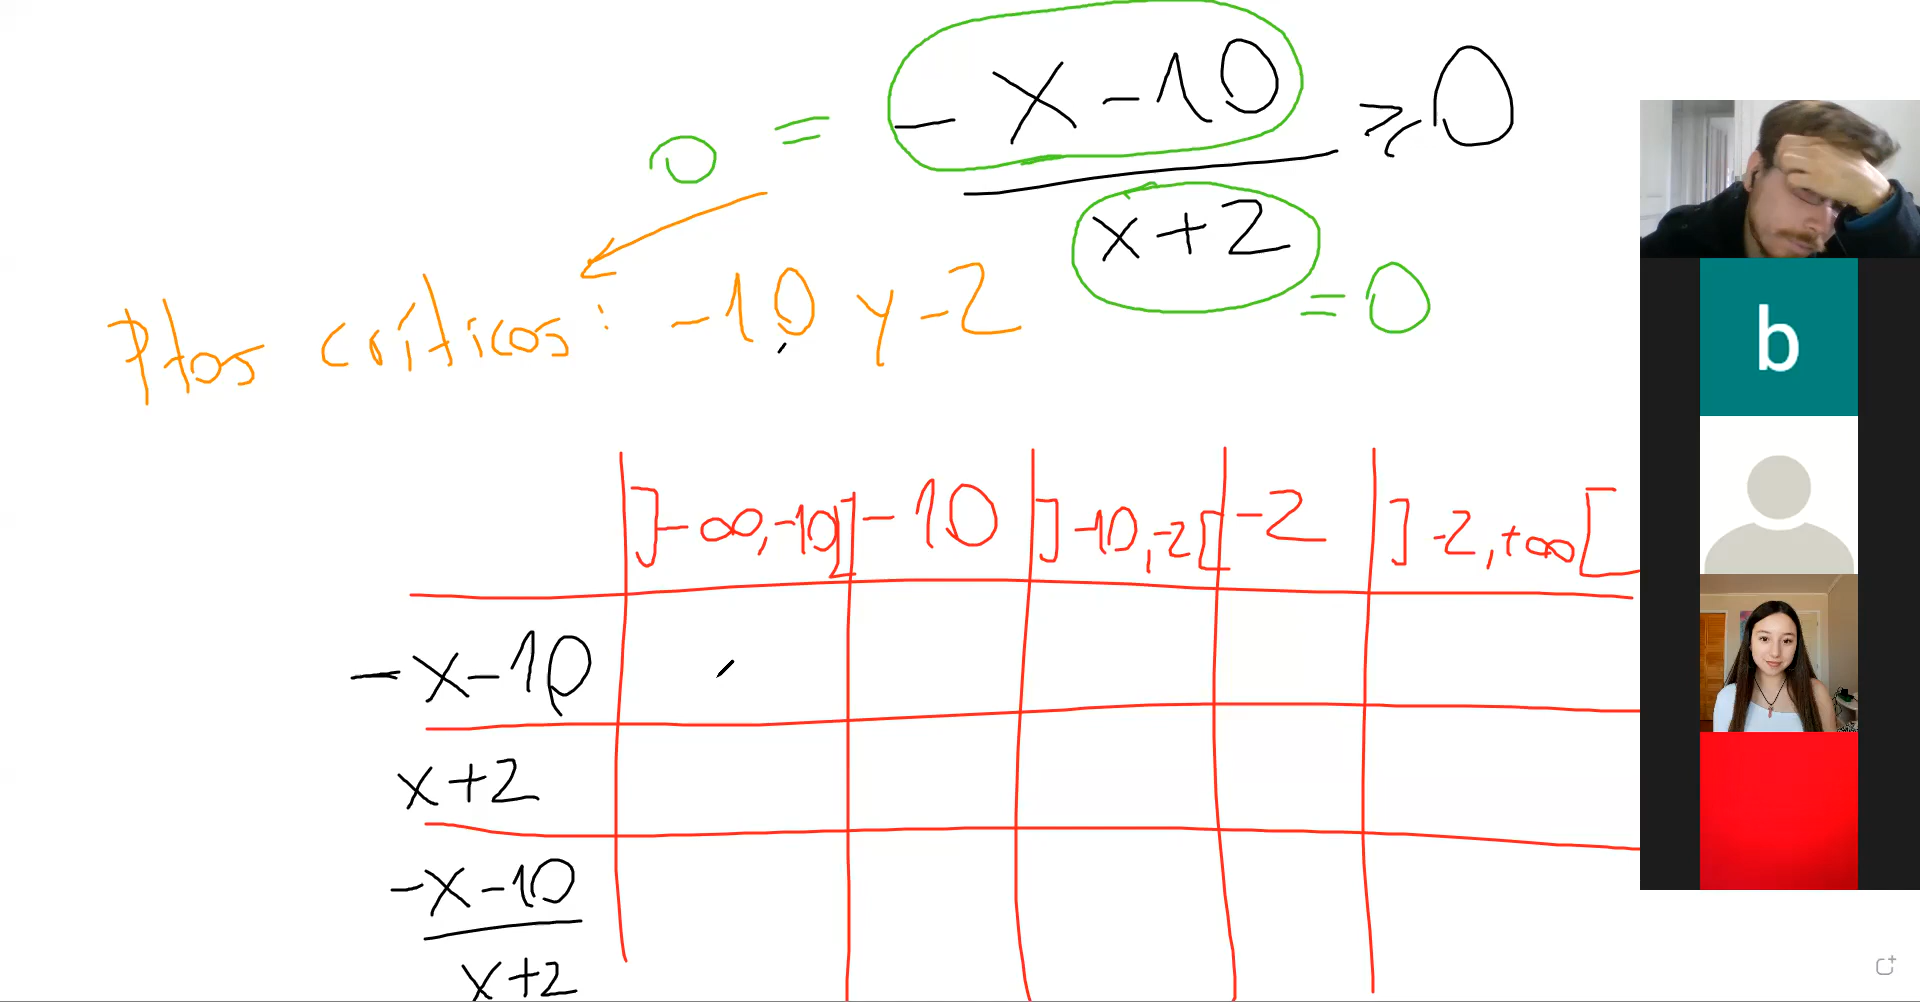 0 = -x-10 ≥ 0
x+2 = 0
Ptos críticos: -10 y -2
]-∞,-10[ -10 ]-10,-2[ -2 ]-2,+∞[
-x-10
x+2
-x-10
x+2
b